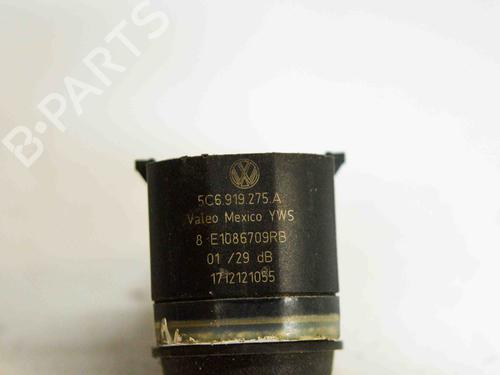 B-PARTS
5C6.919.275.A
Valeo Mexico YWS
8 E1086709RB
01 /29 dB
1712121055